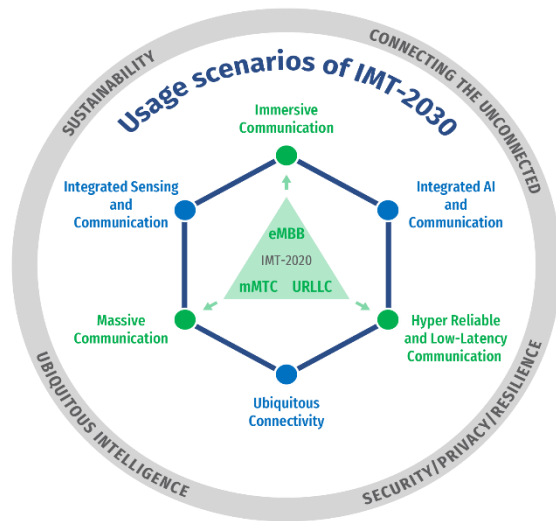 SUSTAINABILITY
CONNECTING THE UNCONNECTED
Usage scenarios of IMT-2030
Immersive
Communication
Integrated Sensing
and
Communication
Integrated AI
and
Communication
eMBB
IMT-2020
mMTC URLLC
Massive
Communication
Hyper Reliable
and Low-Latency
Communication
Ubiquitous
Connectivity
UBIQUITOUS INTELLIGENCE
SECURITY/PRIVACY/RESILIENCE